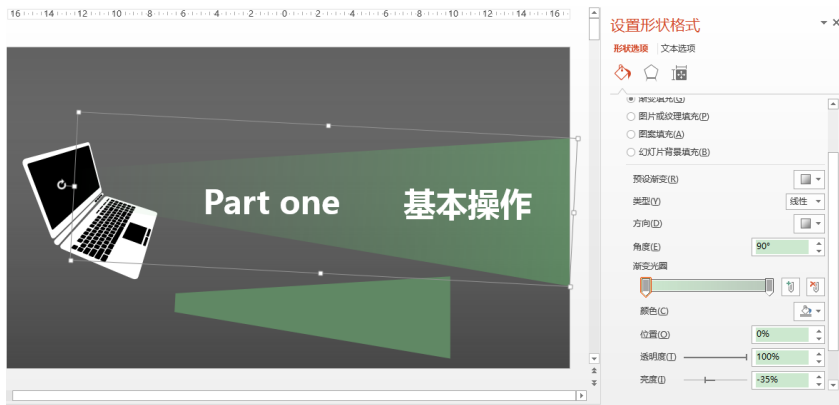 16 14 12 10 8 6 4 2 0 2 4 6 8 10 12 14 16
设置形状格式
形状选项 文本选项
渐变填充(G)
图片或纹理填充(P)
图案填充(A)
幻灯片背景填充(B)
预设渐变(R)
类型(Y) 线性
方向(D)
角度(E) 90°
渐变光圈
颜色(C)
位置(O) 0%
透明度(T) 100%
亮度(I) -35%
Part one 基本操作